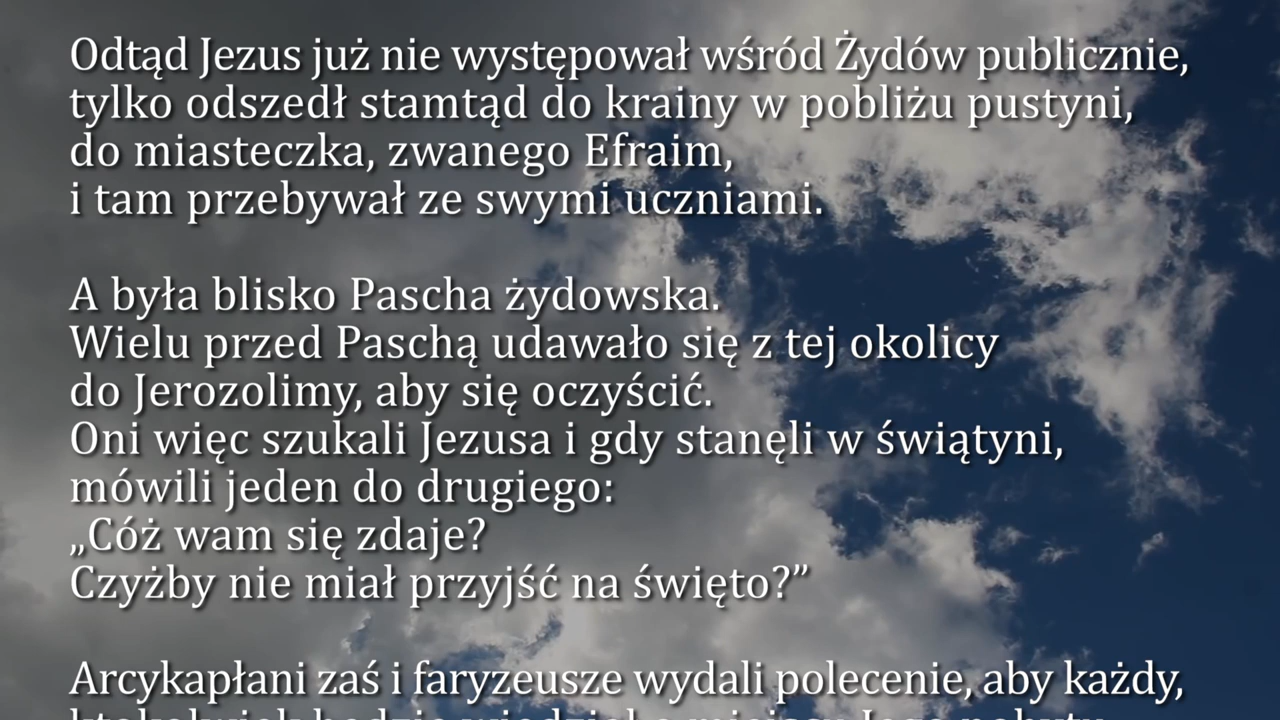 Odtąd Jezus już nie występował wśród Żydów publicznie,
tylko odszedł stamtąd do krainy w pobliżu pustyni,
do miasteczka, zwanego Efraim,
i tam przebywał ze swymi uczniami.
A była blisko Pascha żydowska.
Wielu przed Paschą udawało się z tej okolicy
do Jerozolimy, aby się oczyścić.
Oni więc szukali Jezusa i gdy stanęli w świątyni,
mówili jeden do drugiego:
„Cóż wam się zdaje?
Czyżby nie miał przyjść na święto?”
Arcykapłani zaś i faryzeusze wydali polecenie, aby każdy,